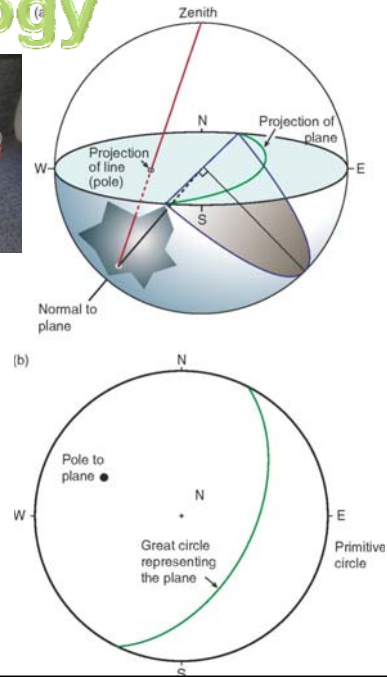 ogy
(a)
Zenith
N
Projection of
plane
Projection
of line
(pole)
W
E
S
Normal to
plane
(b)
N
Pole to
plane
N
W
E
Great circle
representing
the plane
Primitive
circle
S